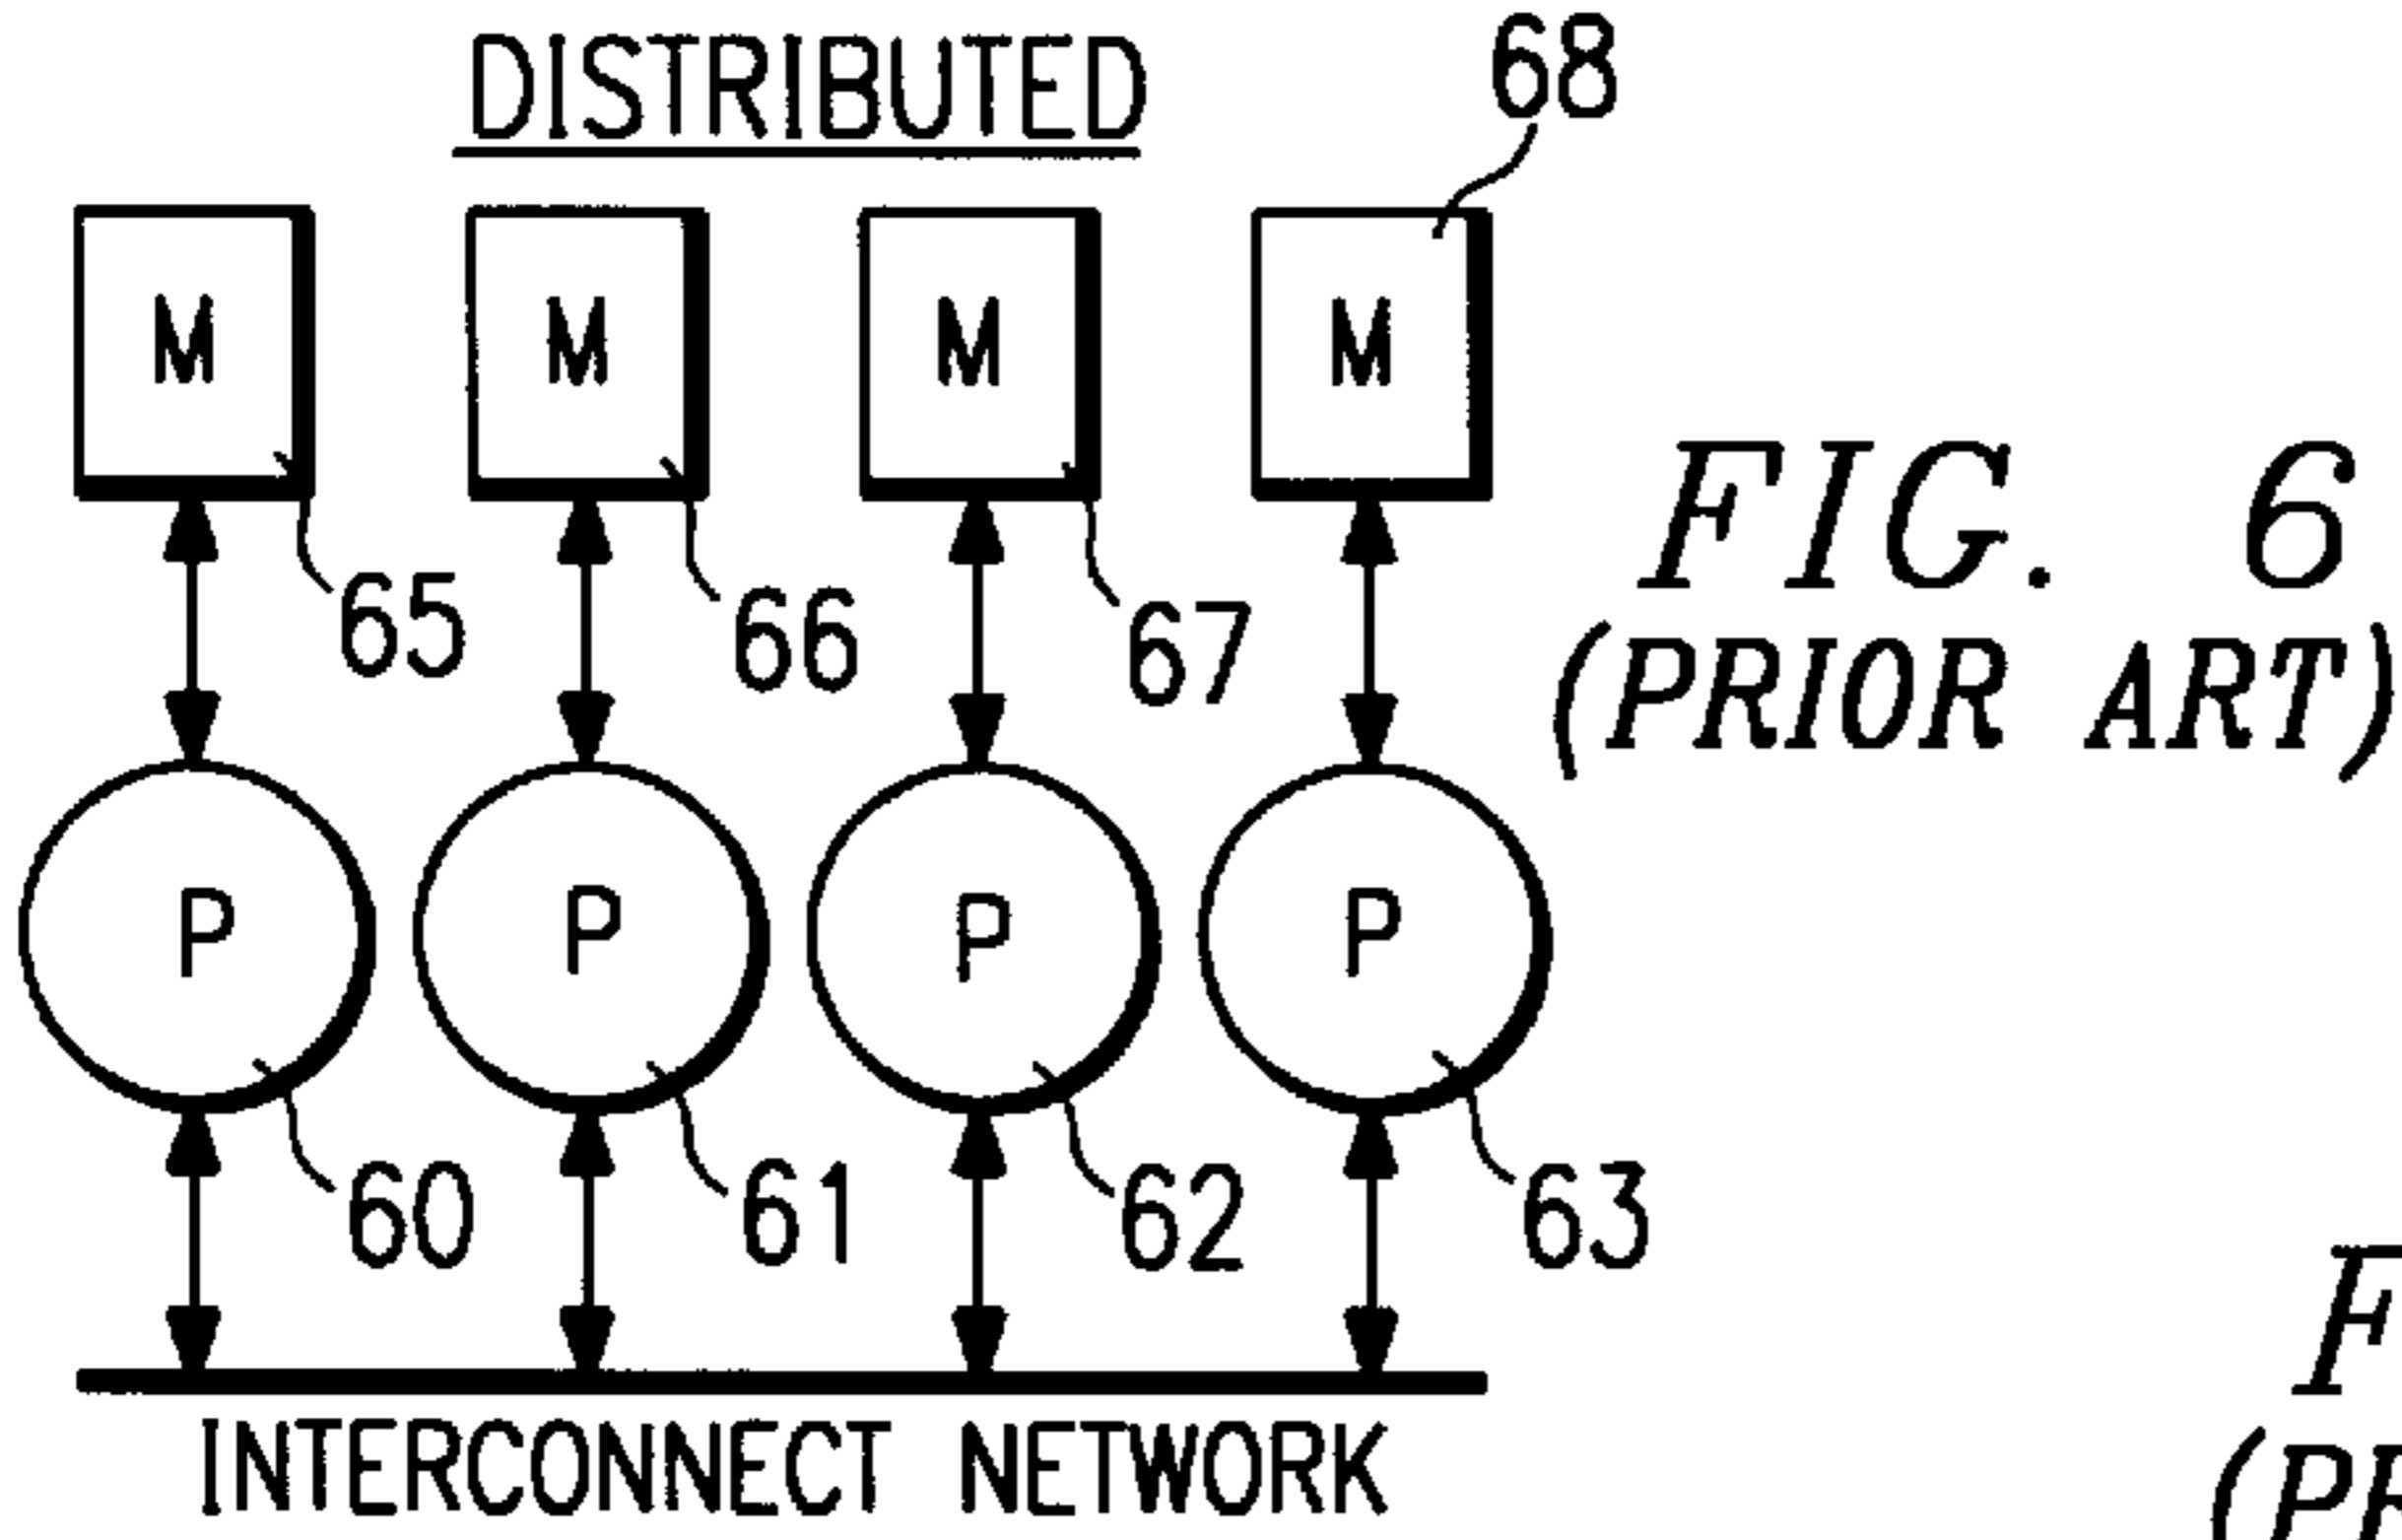 DISTRIBUTED
68
M M M M
FIG. 6
(PRIOR ART)
65 66 67
P P P P
60 61 62 63
INTERCONNECT NETWORK